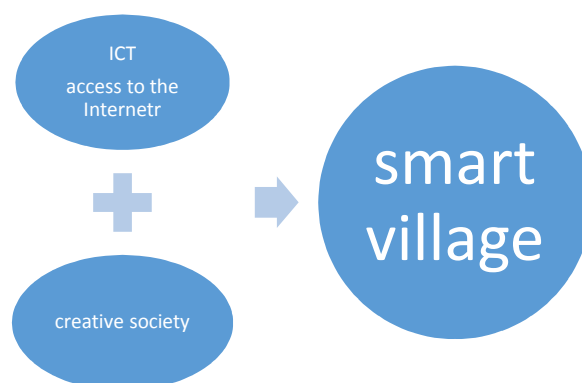 ICT
access to the
Internetr
creative society
smart
village